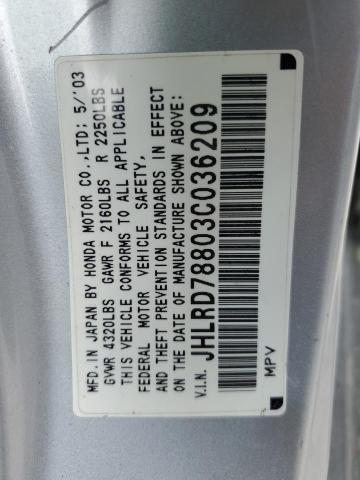 MFD. IN JAPAN BY HONDA MOTOR CO.,LTD; 5/'03
GVWR 4320LBS GAWR F 2160LBS R 2250LBS
THIS VEHICLE CONFORMS TO ALL APPLICABLE
FEDERAL MOTOR VEHICLE SAFETY,
AND THEFT PREVENTION STANDARDS IN EFFECT
ON THE DATE OF MANUFACTURE SHOWN ABOVE:
V.I.N. JHLRD78803C036209
MPV